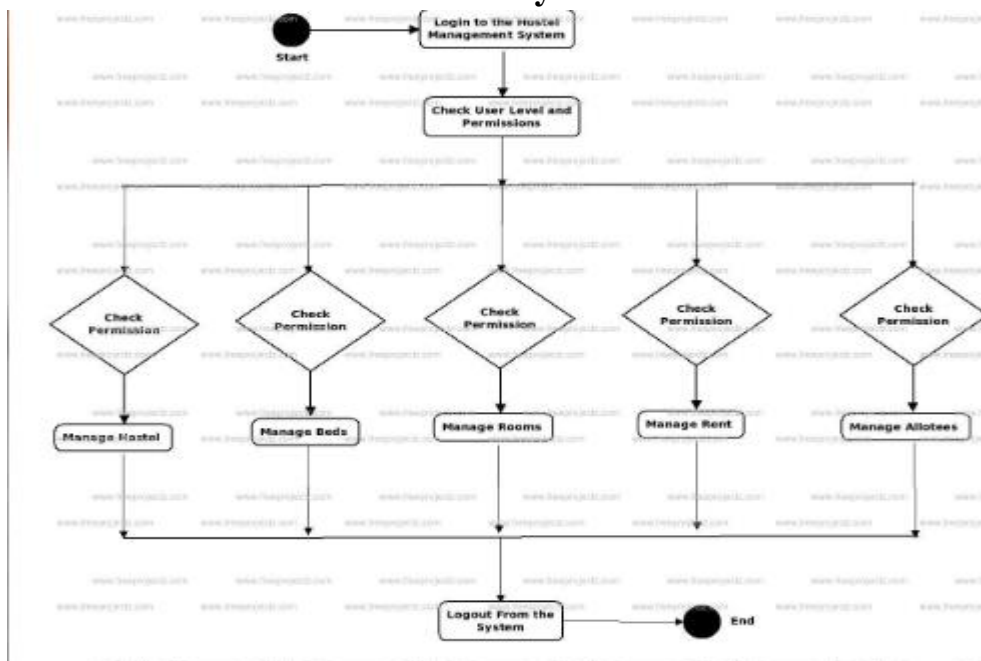 Login to the Hostel
Management System
Start
Check User Level and
Permissions
Check
Permission
Check
Permission
Check
Permission
Check
Permission
Check
Permission
Manage Hostel
Manage Beds
Manage Rooms
Manage Rent
Manage Allotees
Logout From the
System
End